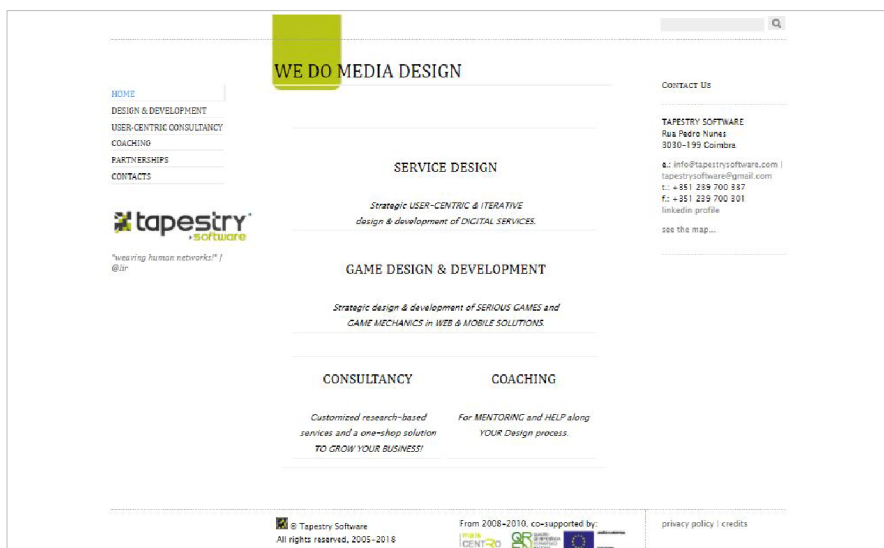 WE DO MEDIA DESIGN
HOME
DESIGN & DEVELOPMENT
USER-CENTRIC CONSULTANCY
COACHING
PARTNERSHIPS
CONTACTS
tapestry
software
"weaving human networks!" |
@lir
SERVICE DESIGN
Strategic USER-CENTRIC & ITERATIVE
design & development of DIGITAL SERVICES.
GAME DESIGN & DEVELOPMENT
Strategic design & development of SERIOUS GAMES and
GAME MECHANICS in WEB & MOBILE SOLUTIONS.
CONSULTANCY
Customized research-based
services and a one-shop solution
TO GROW YOUR BUSINESS!
COACHING
For MENTORING and HELP along
YOUR Design process.
CONTACT US
TAPESTRY SOFTWARE
Rua Pedro Nunes
3030-199 Coimbra
e.: info@tapestrysoftware.com |
tapestrysoftware@gmail.com
t.: +351 239 700 337
f.: +351 239 700 301
linkedin profile
see the map...
© Tapestry Software
All rights reserved, 2005-2018
From 2008-2010, co-supported by:
mais
CENTRO
QR
privacy policy | credits